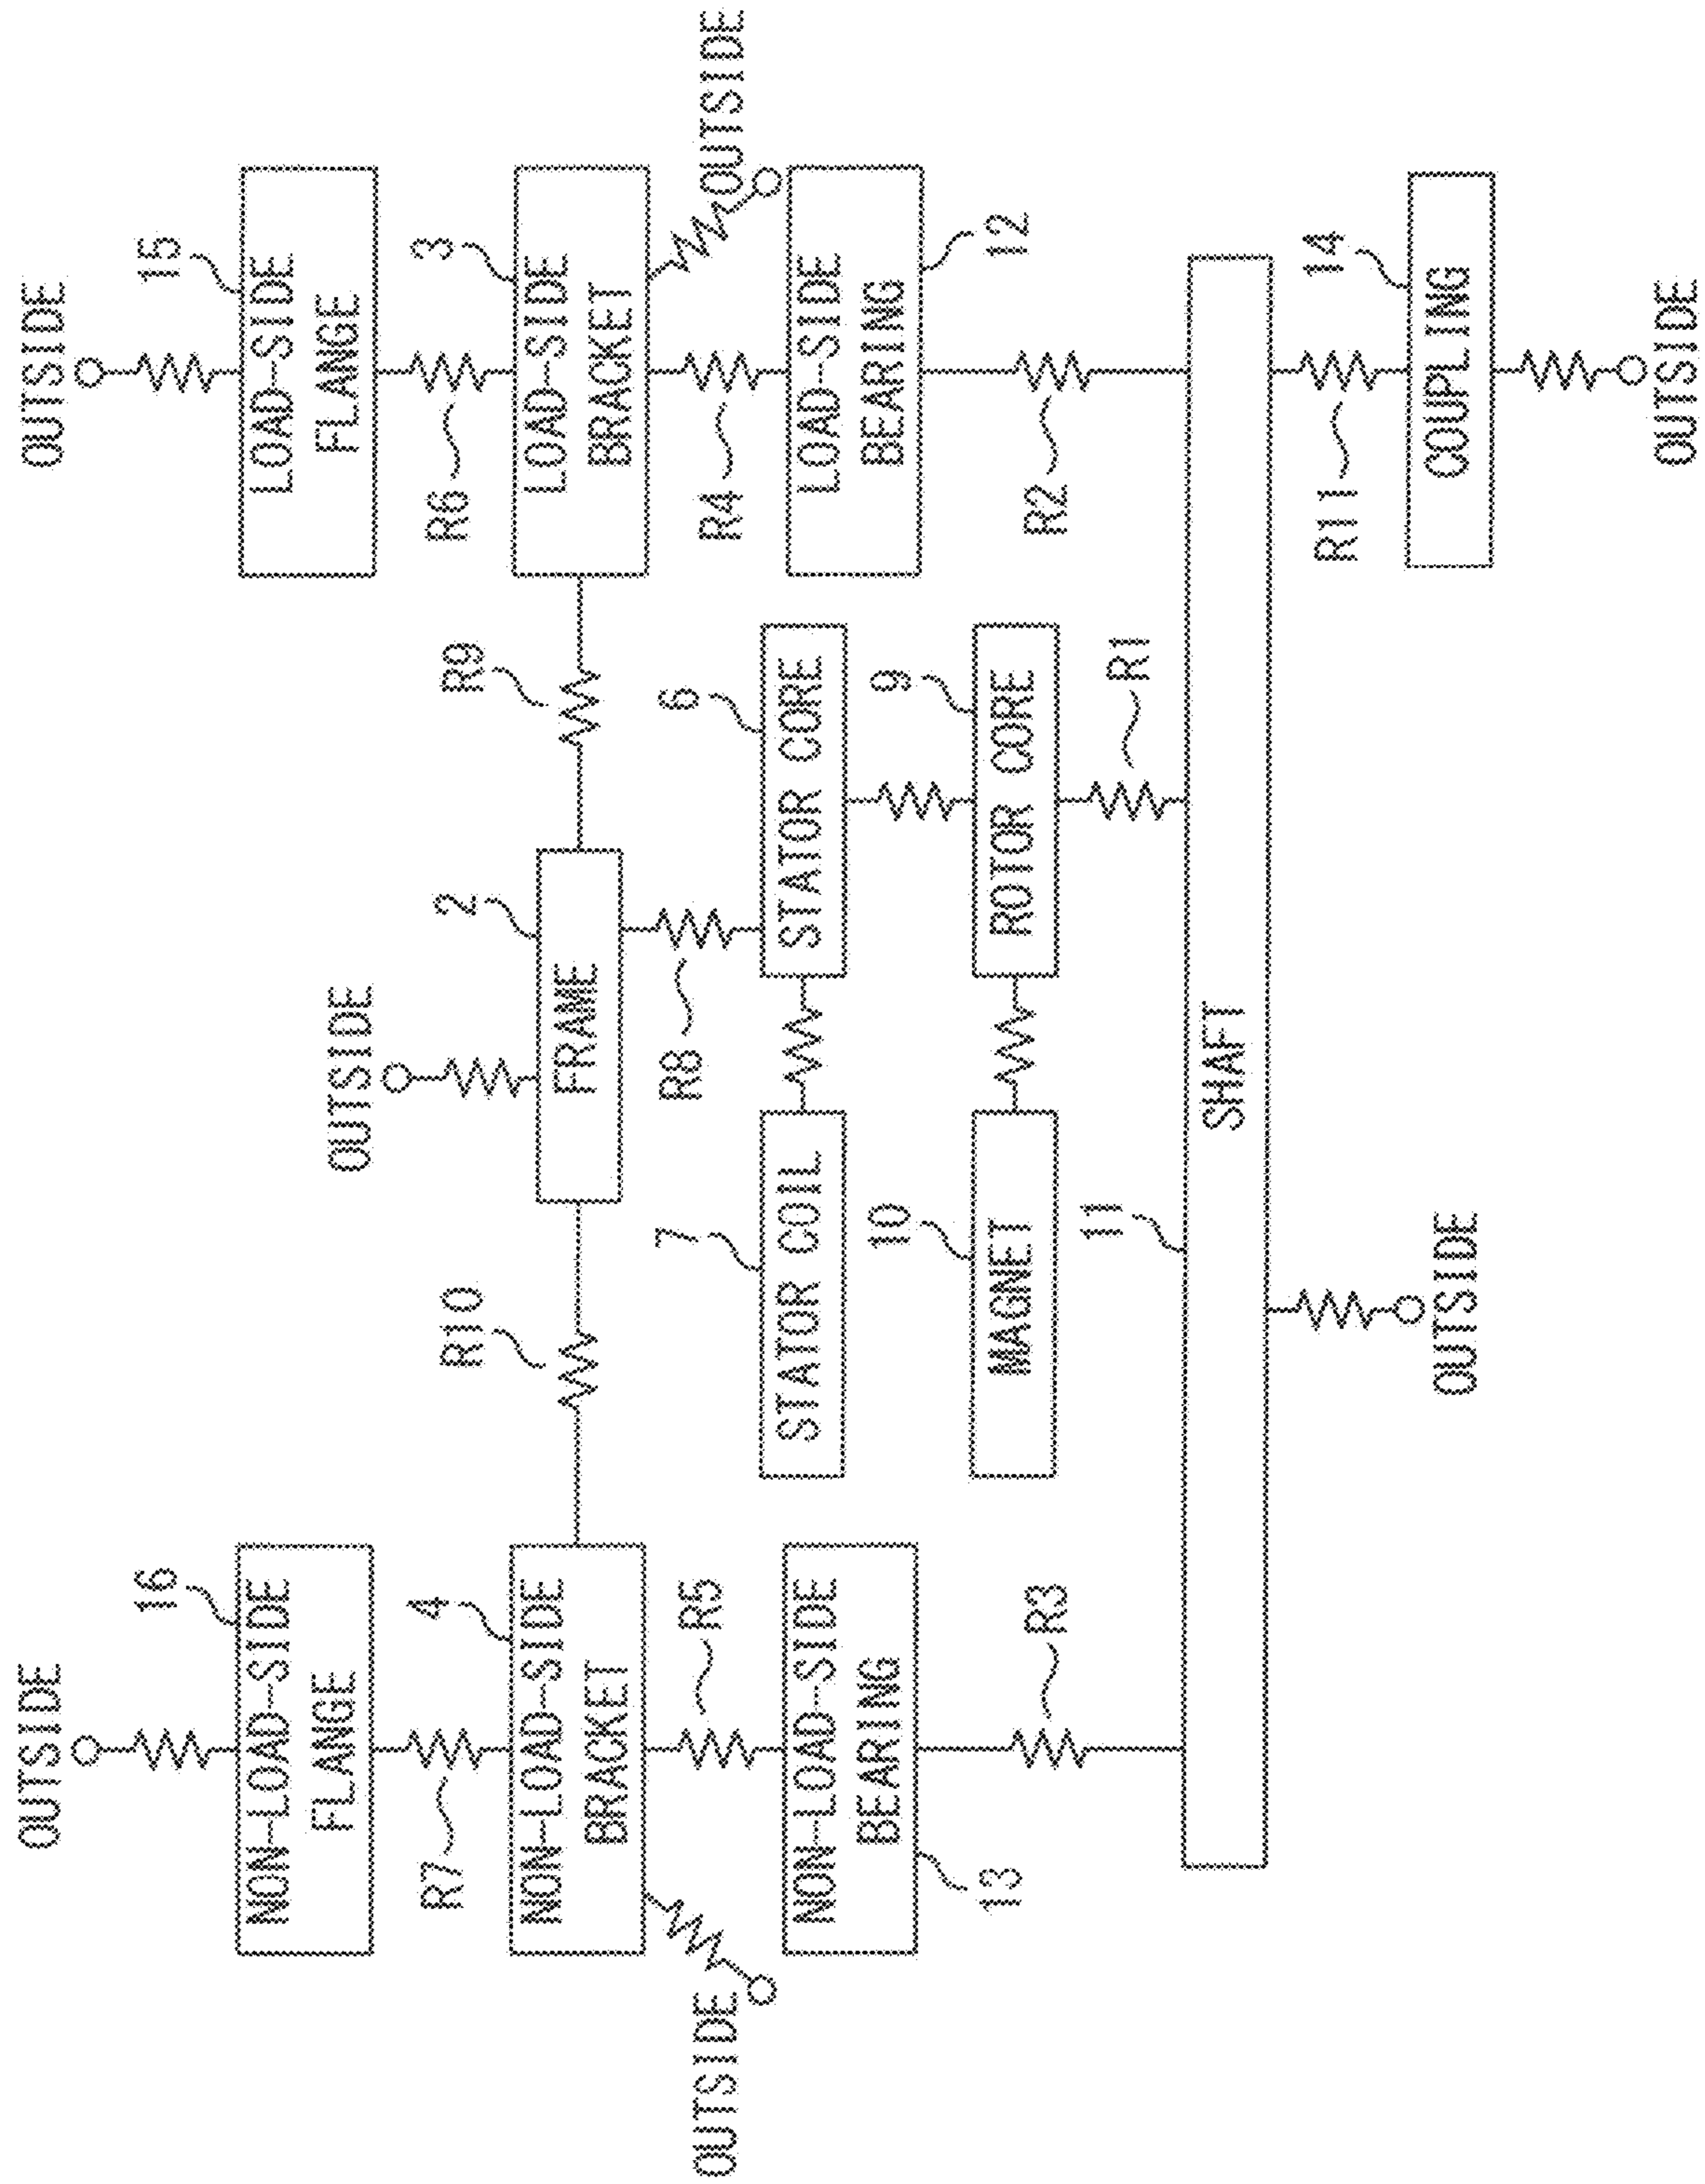 OUTSIDE
OUTSIDE
16
15
NON-LOAD-SIDE
FLANGE
LOAD-SIDE
FLANGE
OUTSIDE
R7
R10
R9
R6
4
2
3
NON-LOAD-SIDE
BRACKET
FRAME
LOAD-SIDE
BRACKET
OUTSIDE
R5
7
R8
6
R4
OUTSIDE
NON-LOAD-SIDE
BEARING
STATOR COIL
STATOR CORE
LOAD-SIDE
BEARING
10
9
13
MAGNET
ROTOR CORE
12
R3
11
R1
R2
SHAFT
R11
14
OUTSIDE
COUPLING
OUTSIDE